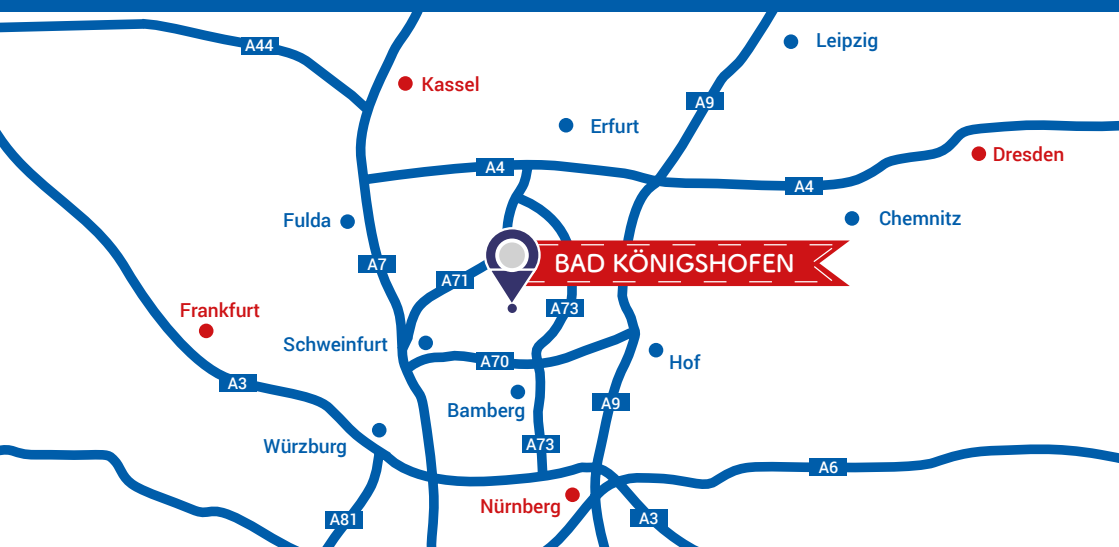 Leipzig
A44
Kassel
A9
Erfurt
Dresden
A4
A4
Fulda
Chemnitz
A7
BAD KÖNIGSHOFEN
A71
Frankfurt
A73
Schweinfurt
A70
Hof
A3
A9
Bamberg
Würzburg
A73
A6
Nürnberg
A81
A3